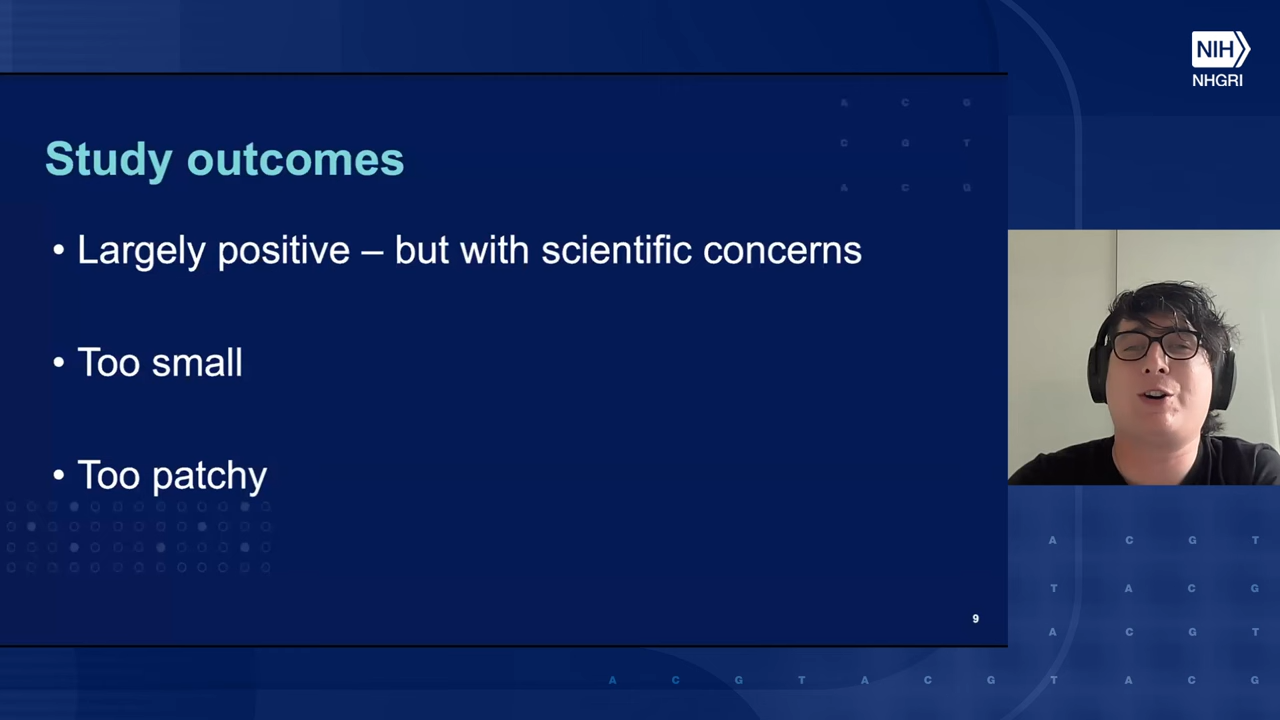 NIH
NHGRI
A C G
C G T
A C G
Study outcomes
• Largely positive – but with scientific concerns
• Too small
• Too patchy
9
A C G T
T A C G
A C G T
A C G T A C G T A C G